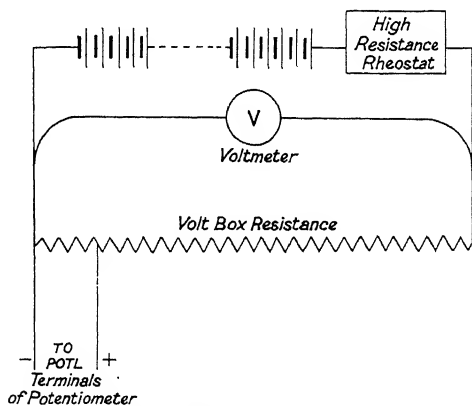 High
Resistance
Rheostat
V
Voltmeter
Volt Box Resistance
- TO +
POTL
Terminals
of Potentiometer